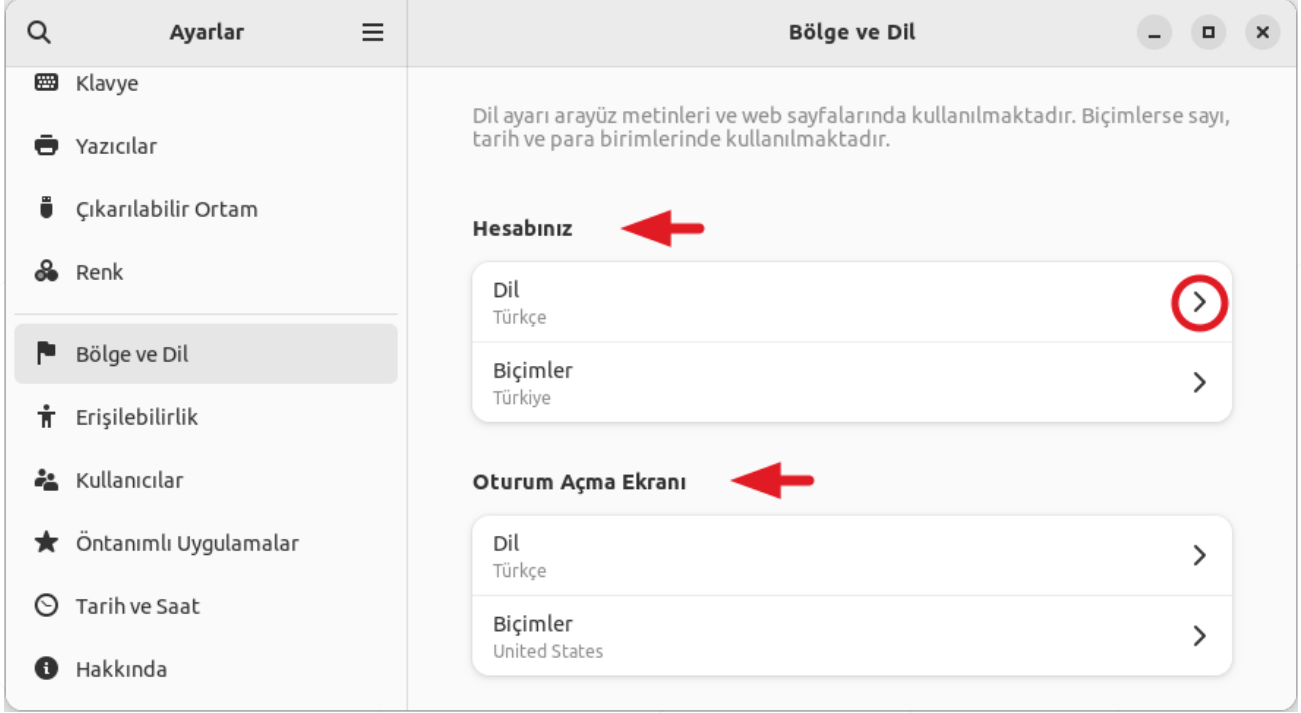 Ayarlar
Bölge ve Dil
Klavye
Yazıcılar
Çıkarılabilir Ortam
Renk
Bölge ve Dil
Erişilebilirlik
Kullanıcılar
Öntanımlı Uygulamalar
Tarih ve Saat
Hakkında
Dil ayarı arayüz metinleri ve web sayfalarında kullanılmaktadır. Biçimlerse sayı,
tarih ve para birimlerinde kullanılmaktadır.
Hesabınız
Dil
Türkçe
Biçimler
Türkiye
Oturum Açma Ekranı
Dil
Türkçe
Biçimler
United States